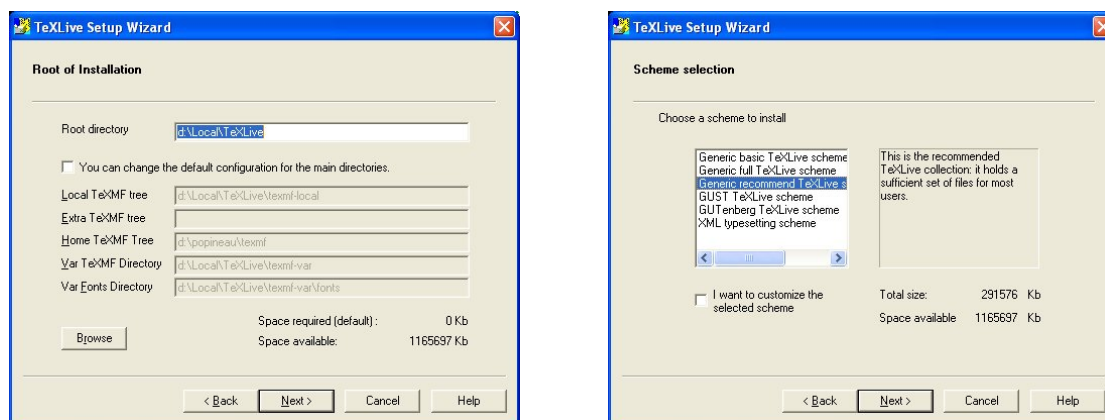 TeXLive Setup Wizard
Root of Installation
Root directory
d:\Local\TeXLive
You can change the default configuration for the main directories.
Local TeXMF tree
d:\Local\TeXLive\texmf-local
Extra TeXMF tree
Home TeXMF Tree
d:\popineau\texmf
Var TeXMF Directory
d:\Local\TeXLive\texmf-var
Var Fonts Directory
d:\Local\TeXLive\texmf-var\fonts
Browse
Space required (default) : 0 Kb
Space available: 1165697 Kb
< Back
Next >
Cancel
Help
TeXLive Setup Wizard
Scheme selection
Choose a scheme to install
Generic basic TeXLive scheme
Generic full TeXLive scheme
Generic recommend TeXLive s
GUST TeXLive scheme
GUTenberg TeXLive scheme
XML typesetting scheme
This is the recommended
TeXLive collection: it holds a
sufficient set of files for most
users.
I want to customize the
selected scheme
Total size: 291576 Kb
Space available 1165697 Kb
< Back
Next >
Cancel
Help